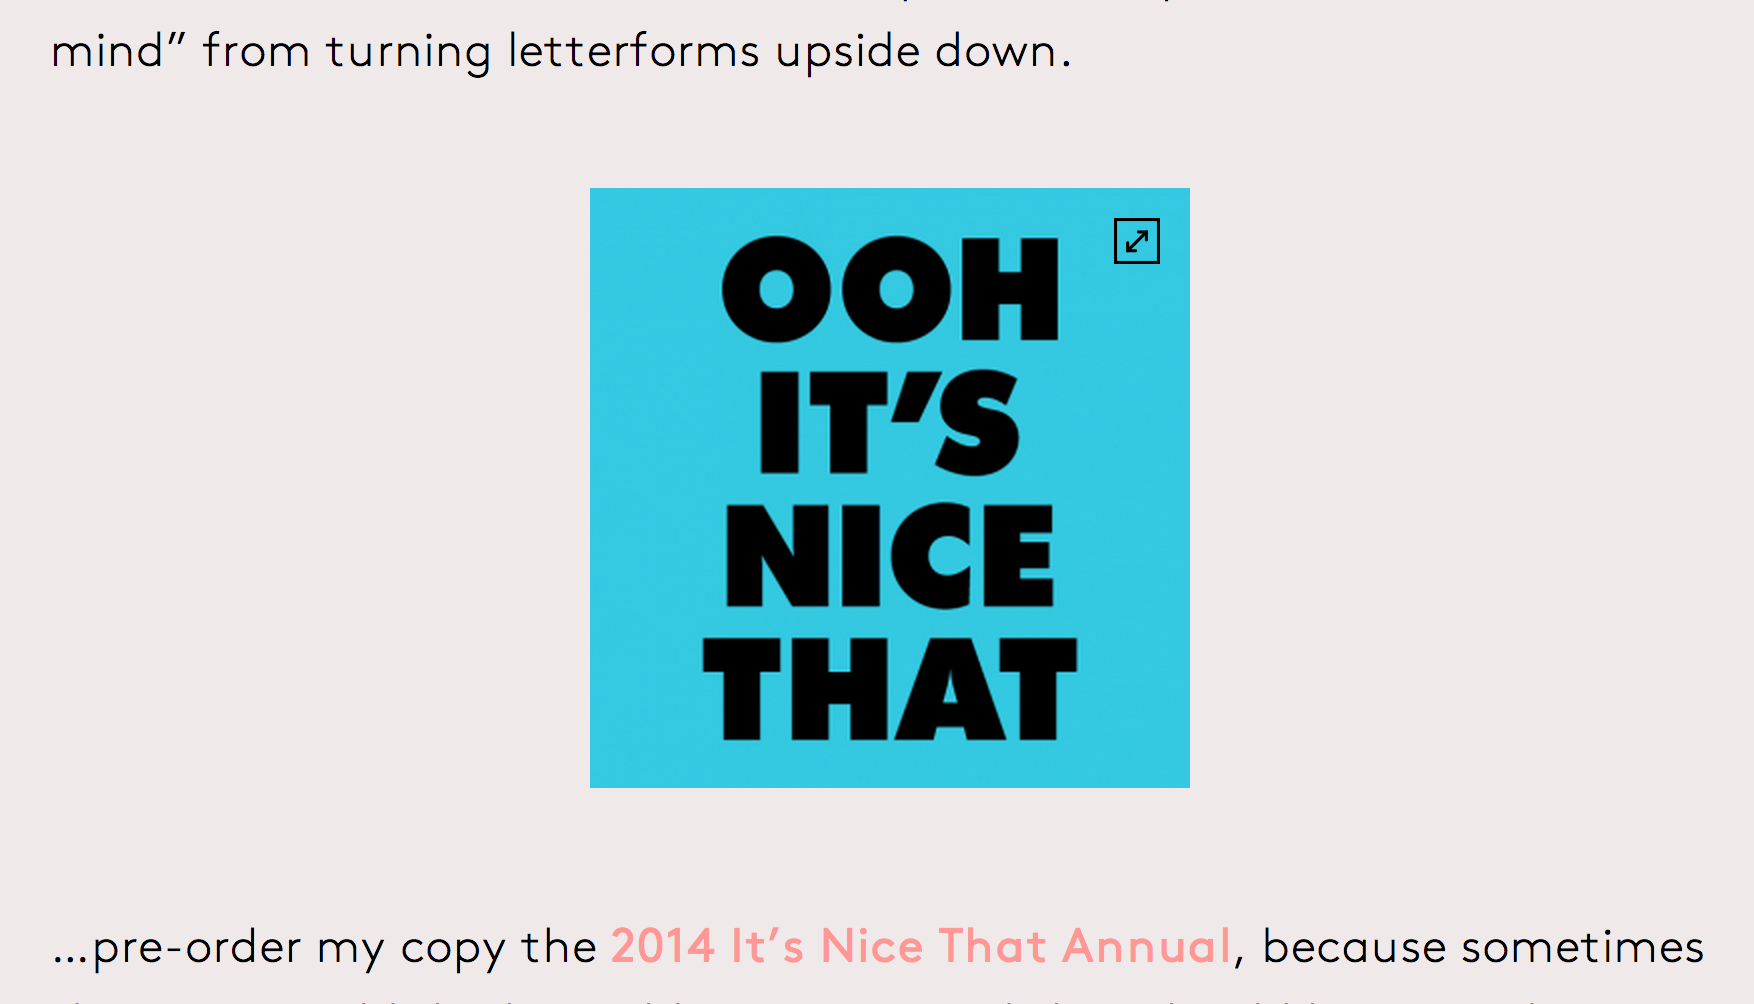 mind” from turning letterforms upside down.
OOH
IT’S
NICE
THAT
…pre-order my copy the 2014 It’s Nice That Annual, because sometimes